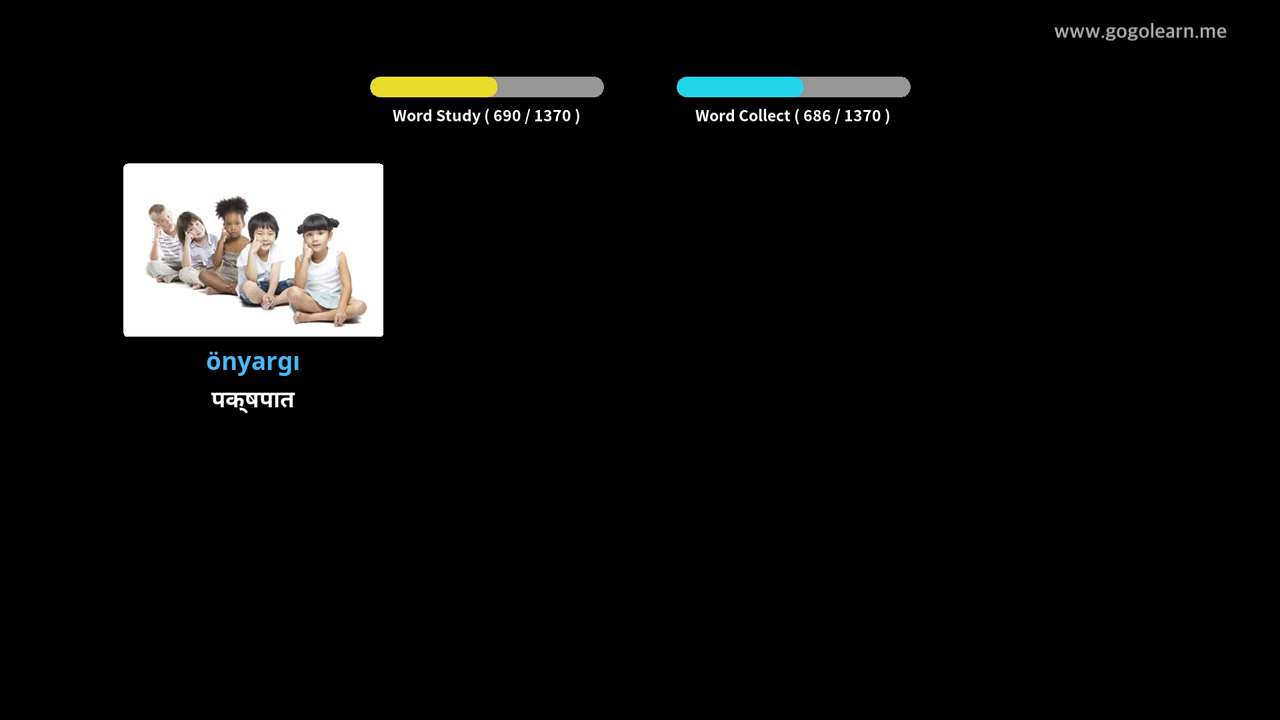 www.gogolearn.me
Word Study ( 690 / 1370 )
Word Collect ( 686 / 1370 )
önyargı
पक्षपात